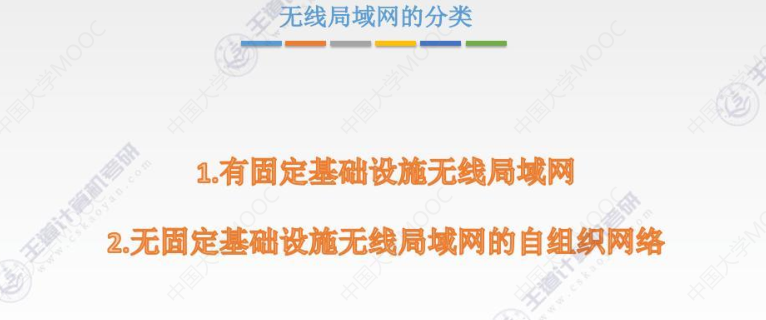 无线局域网的分类
1.有固定基础设施无线局域网
2.无固定基础设施无线局域网的自组织网络
王道计算机考研
www.cskaoyan.com
中国大学MOOC